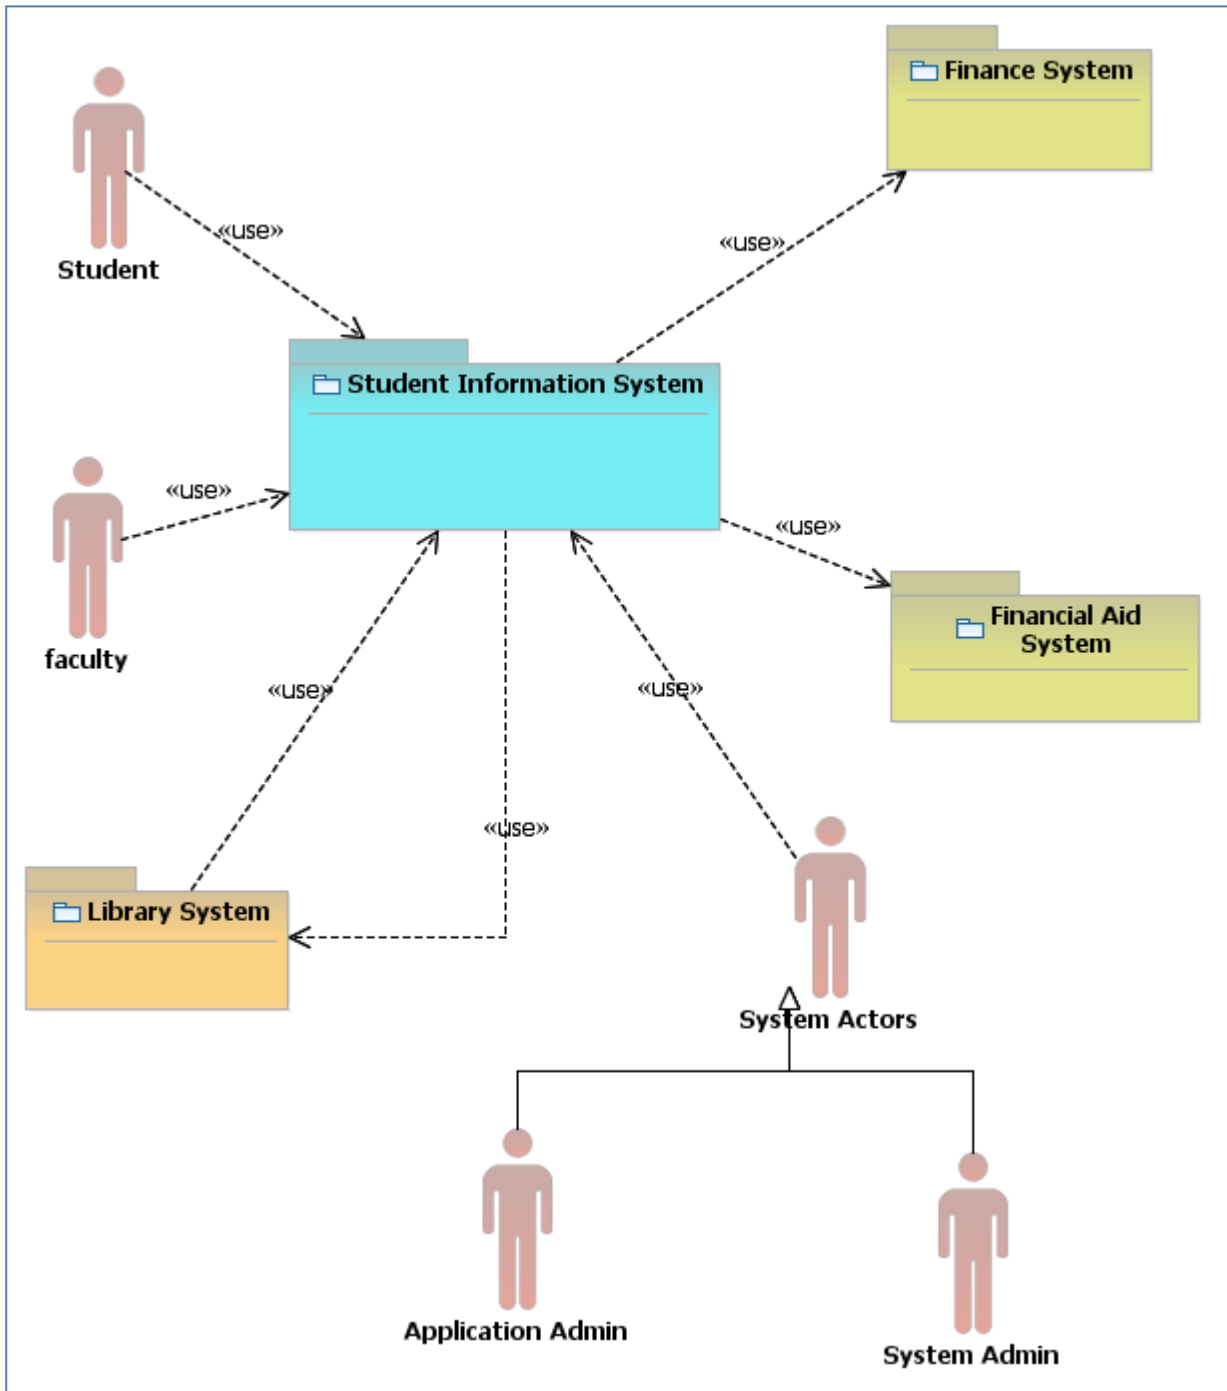 Finance System
«use»
«use»
Student
Student Information System
«use»
«use»
faculty
Financial Aid
System
«use»
«use»
«use»
Library System
System Actors
Application Admin
System Admin